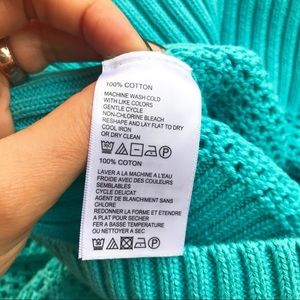 100% COTTON
MACHINE WASH COLD
WITH LIKE COLORS
GENTLE CYCLE
NON-CHLORINE BLEACH
RESHAPE AND LAY FLAT TO DRY
COOL IRON
OR DRY CLEAN
100% COTON
LAVER A LA MACHINE A L'EAU
FROIDE AVEC DES COULEURS
SEMBLABLES
CYCLE DELICAT
AGENT DE BLANCHIMENT SANS
CHLORE
REDONNER LA FORME ET ETENDRE
A PLAT POUR SECHER
FER A BASSE TEMPERATURE
OU NETTOYER A SEC